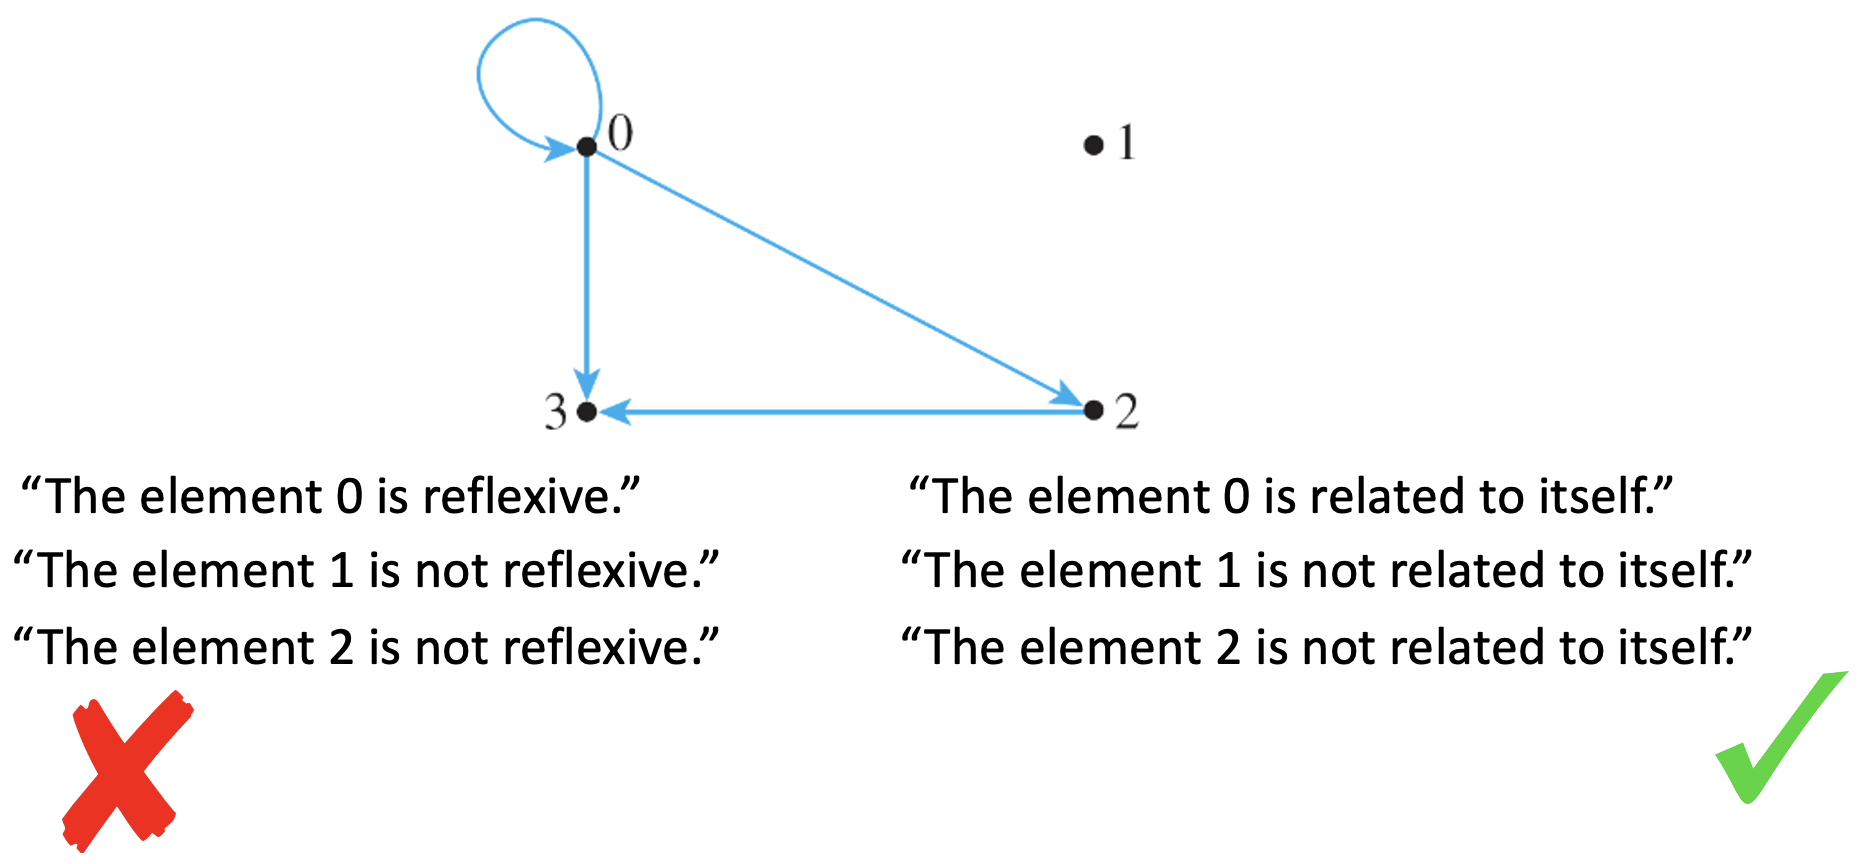 0
1
3
2
“The element 0 is reflexive.”
“The element 0 is related to itself.”
“The element 1 is not reflexive.”
“The element 1 is not related to itself.”
“The element 2 is not reflexive.”
“The element 2 is not related to itself.”